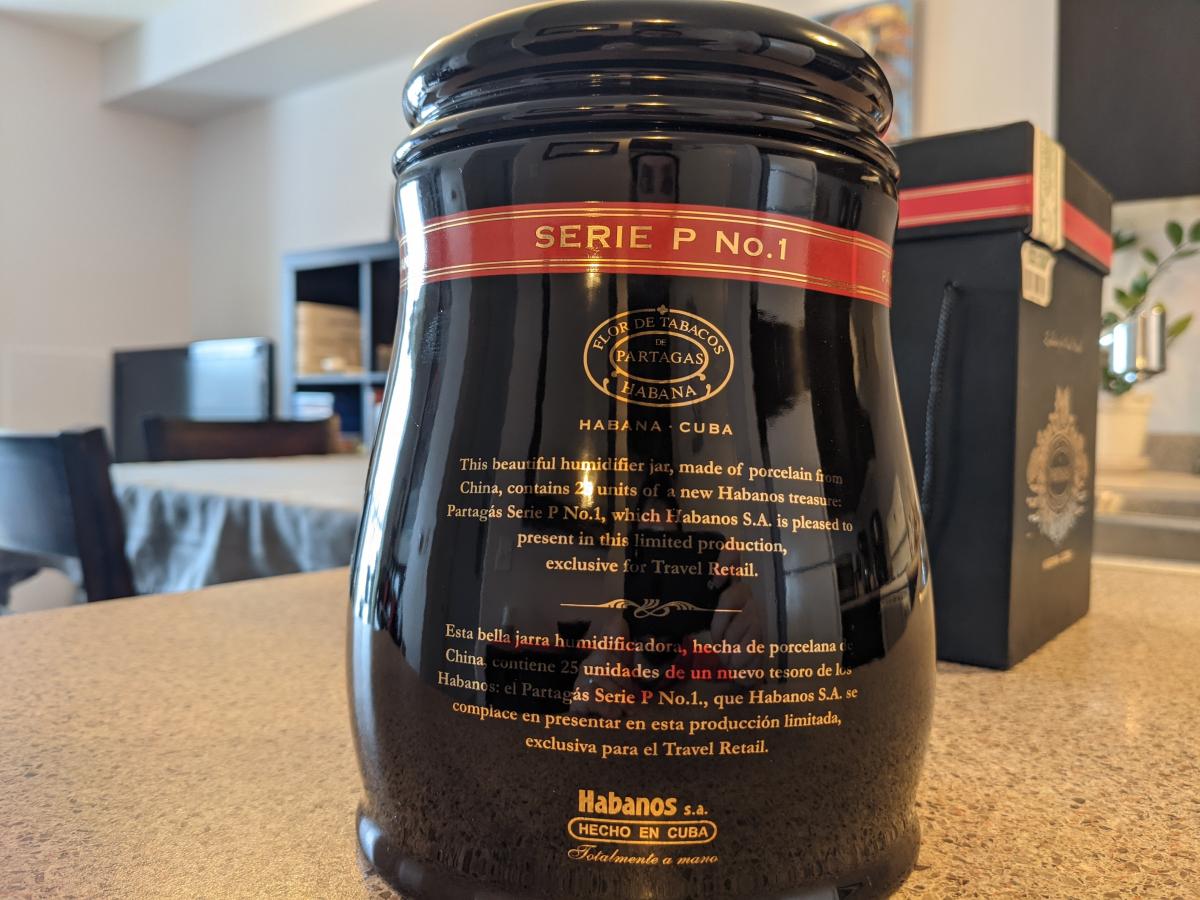 SERIE P No.1
FLOR DE TABACOS
DE
PARTAGAS
HABANA
HABANA · CUBA
This beautiful humidifier jar, made of porcelain from
China, contains 25 units of a new Habanos treasure:
Partagás Serie P No.1, which Habanos S.A. is pleased to
present in this limited production,
exclusive for Travel Retail.
Esta bella jarra humidificadora, hecha de porcelana de
China, contiene 25 unidades de un nuevo tesoro de los
Habanos: el Partagás Serie P No.1., que Habanos S.A. se
complace en presentar en esta producción limitada,
exclusiva para el Travel Retail.
Habanos s.a.
HECHO EN CUBA
Totalmente a mano